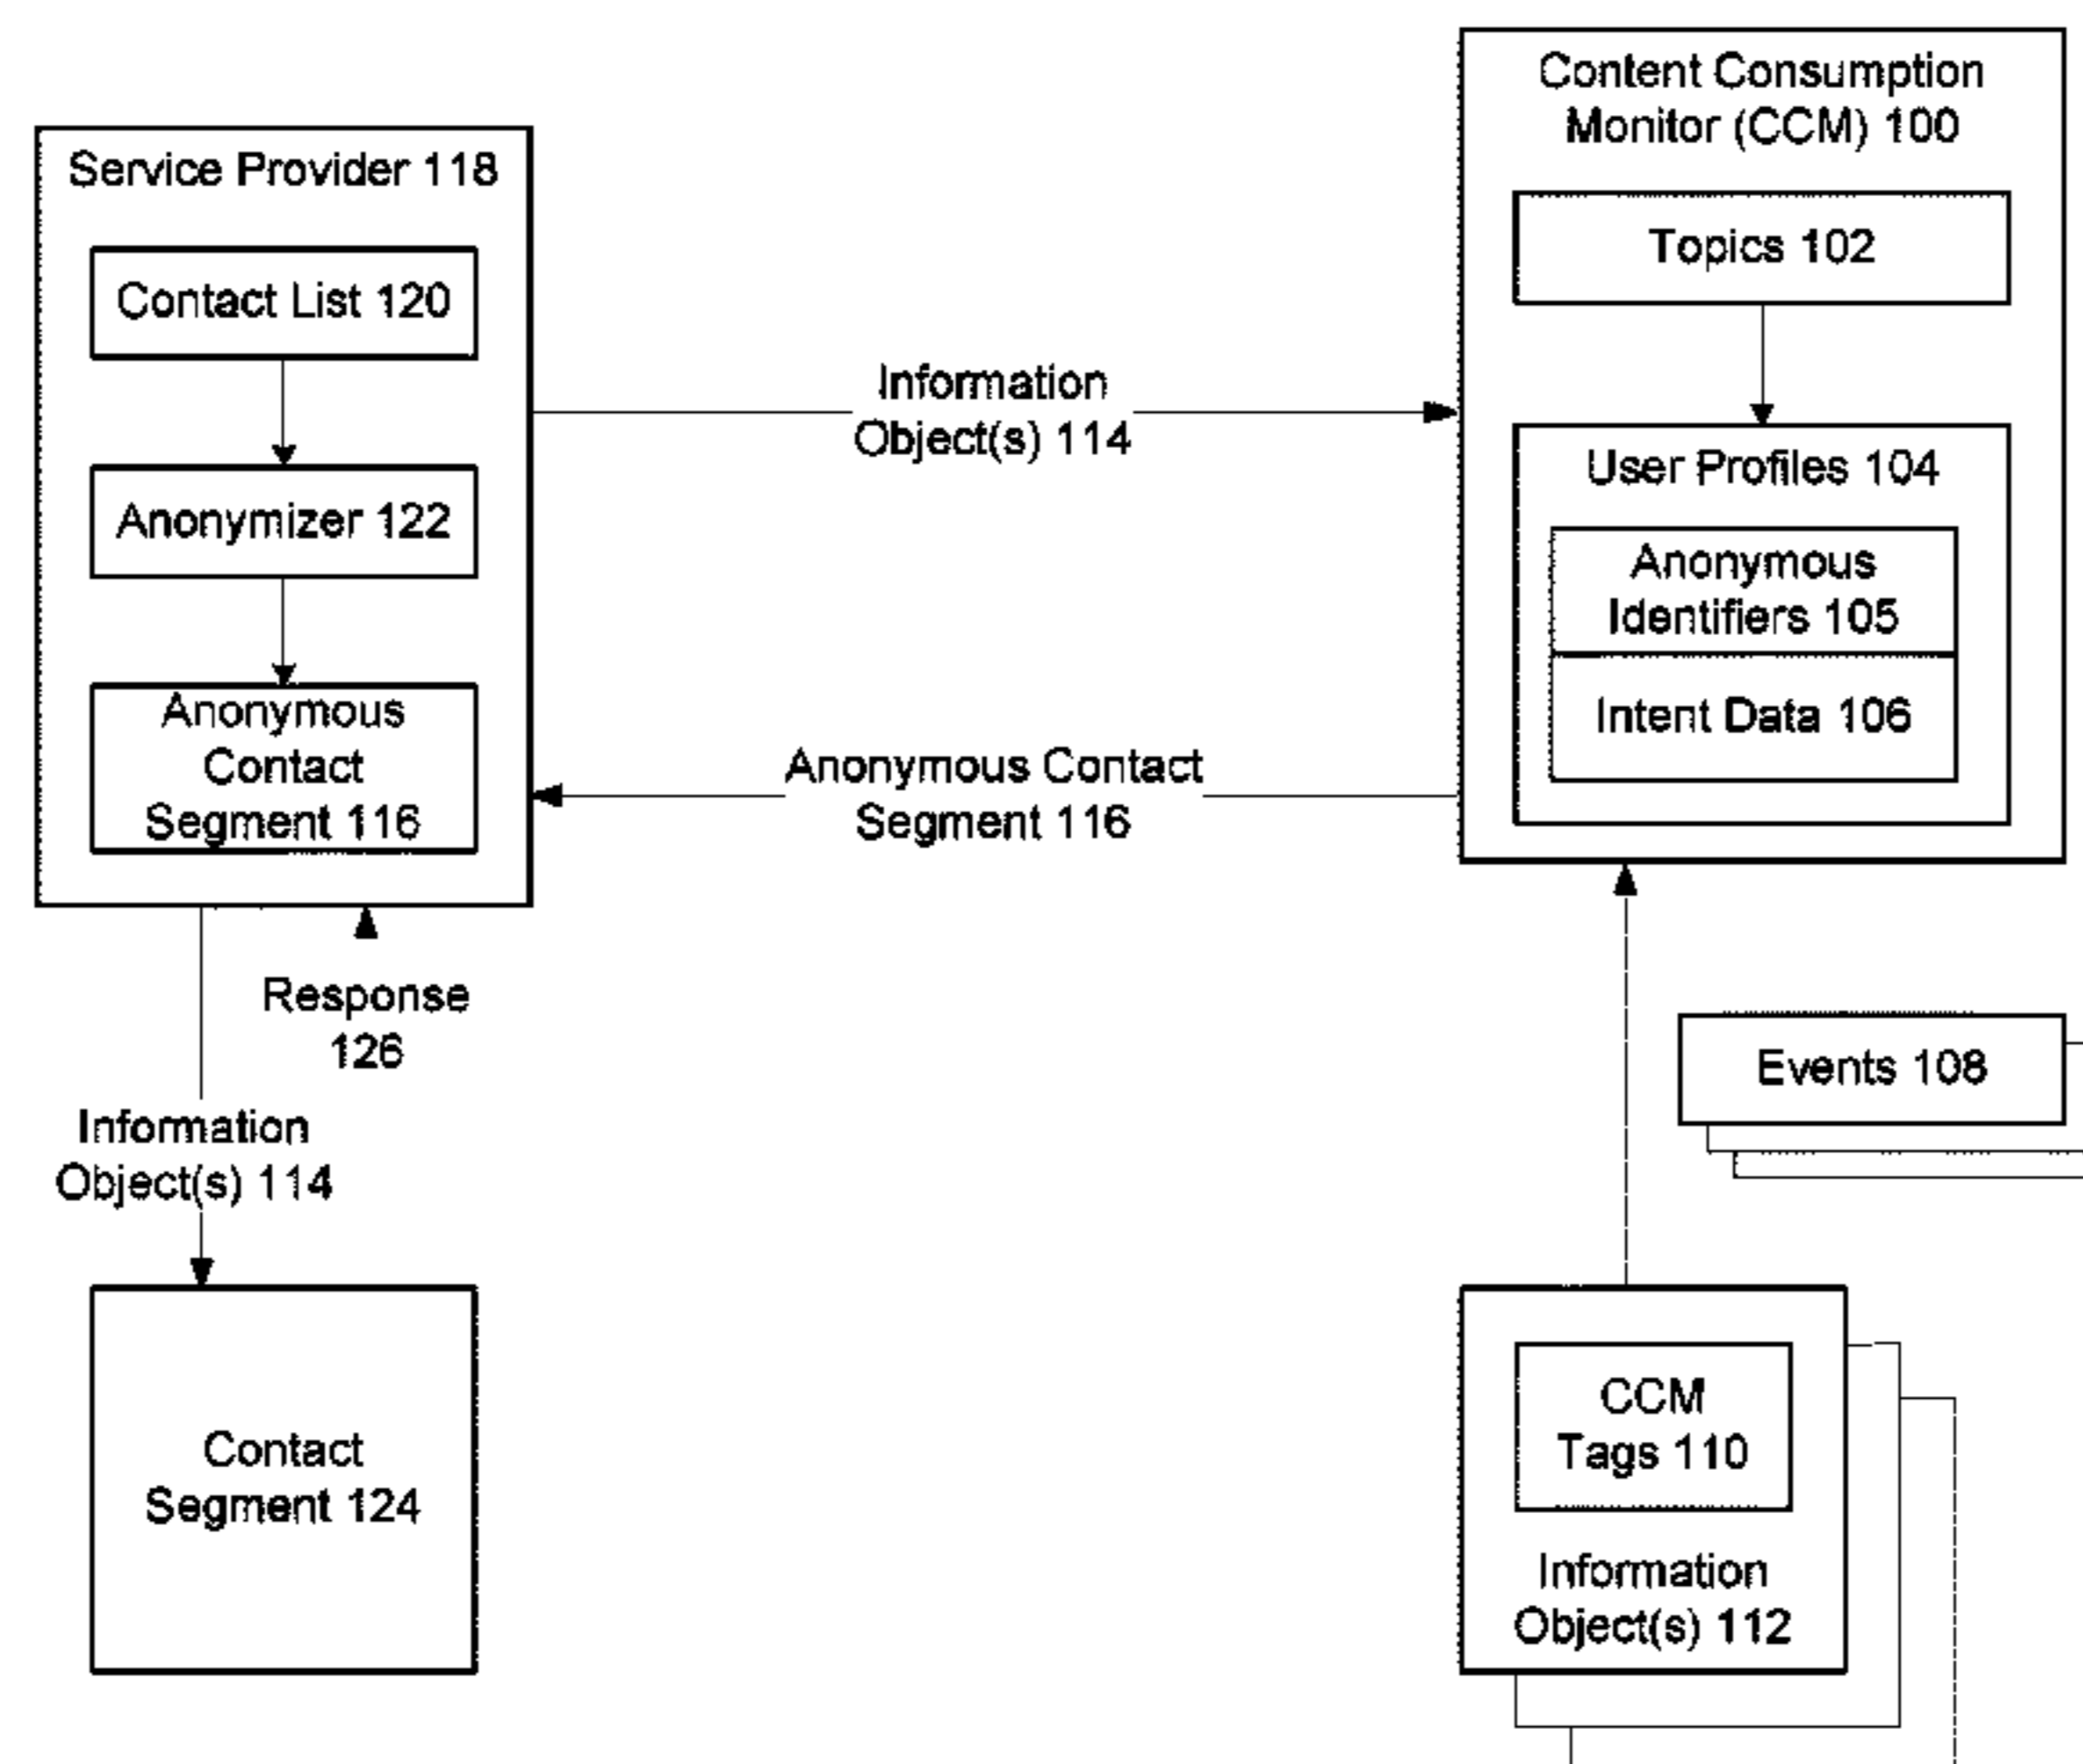 Service Provider 118
Contact List 120
Anonymizer 122
Anonymous
Contact
Segment 116
Information
Object(s) 114
Anonymous Contact
Segment 116
Content Consumption
Monitor (CCM) 100
Topics 102
User Profiles 104
Anonymous
Identifiers 105
Intent Data 106
Response
126
Information
Object(s) 114
Contact
Segment 124
Events 108
CCM
Tags 110
Information
Object(s) 112